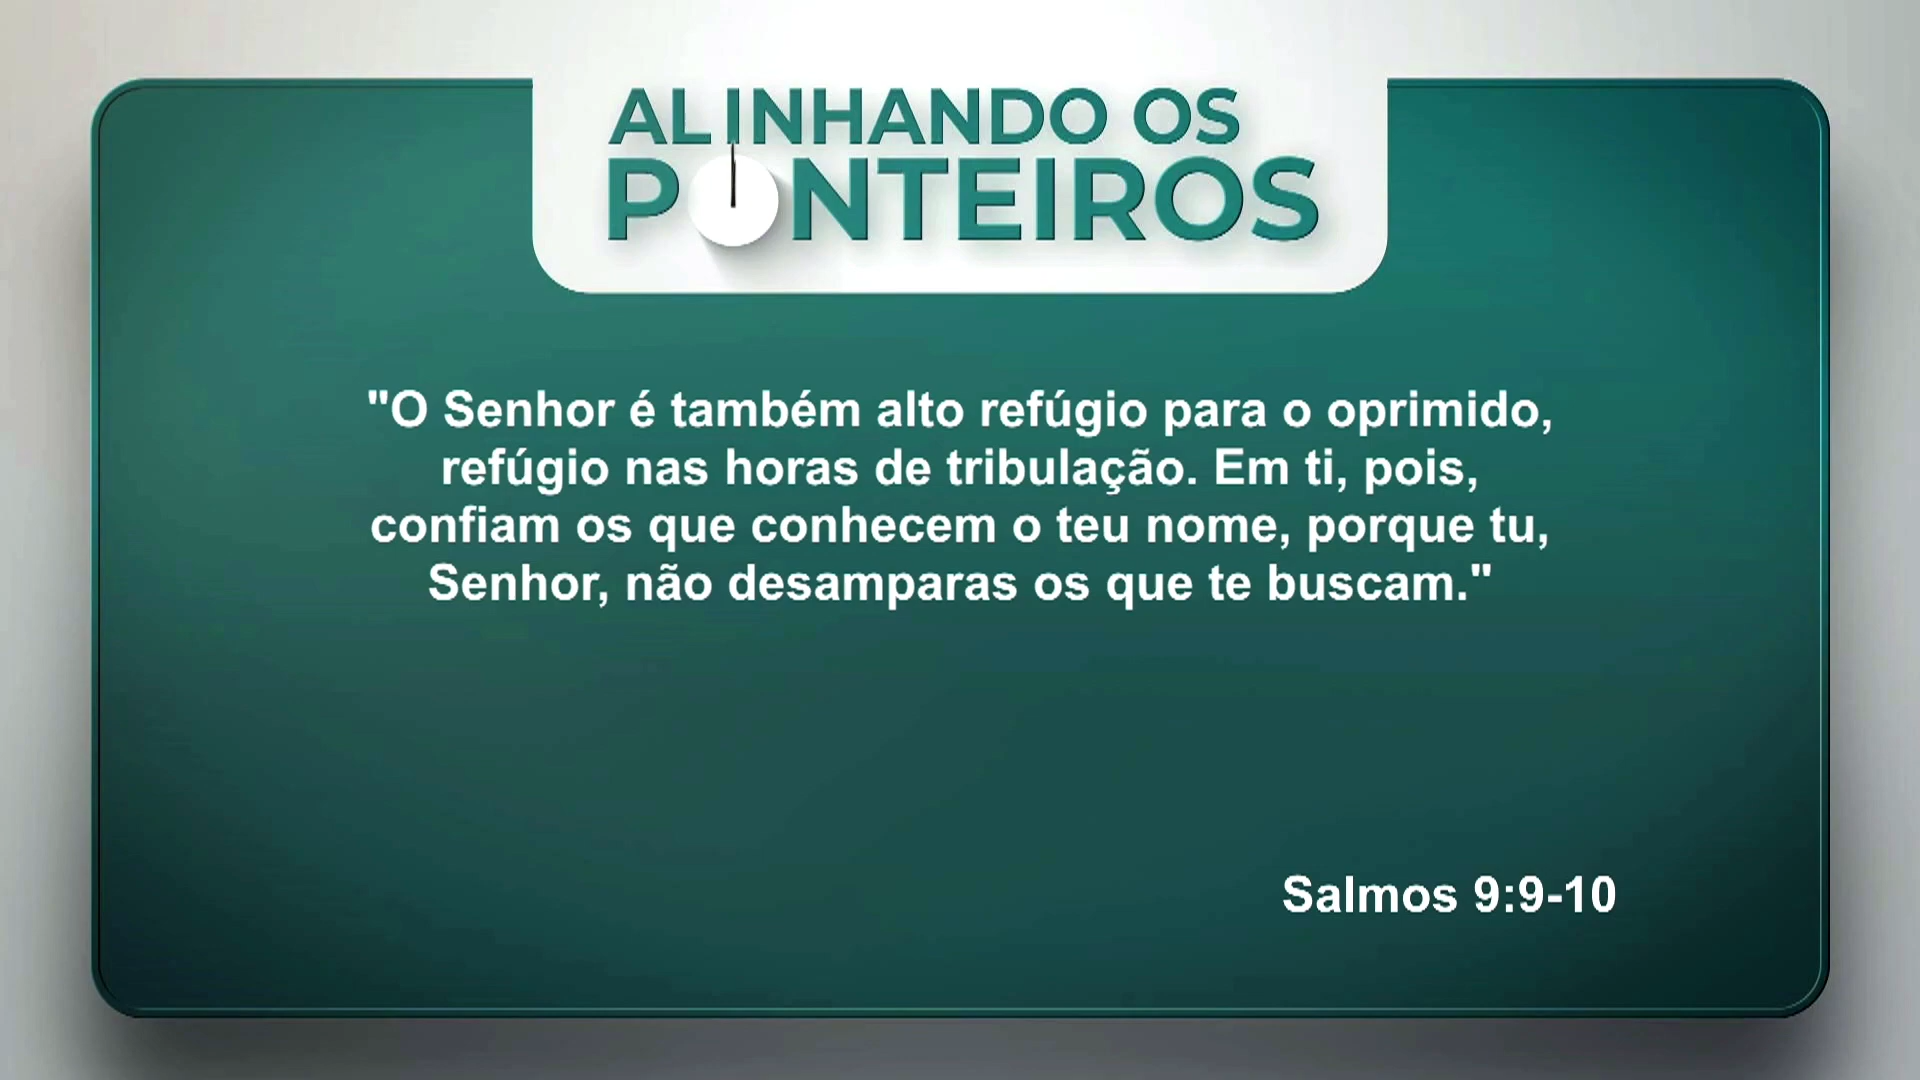 ALINHANDO OS
PONTEIROS
"O Senhor é também alto refúgio para o oprimido,
refúgio nas horas de tribulação. Em ti, pois,
confiam os que conhecem o teu nome, porque tu,
Senhor, não desamparas os que te buscam."
Salmos 9:9-10